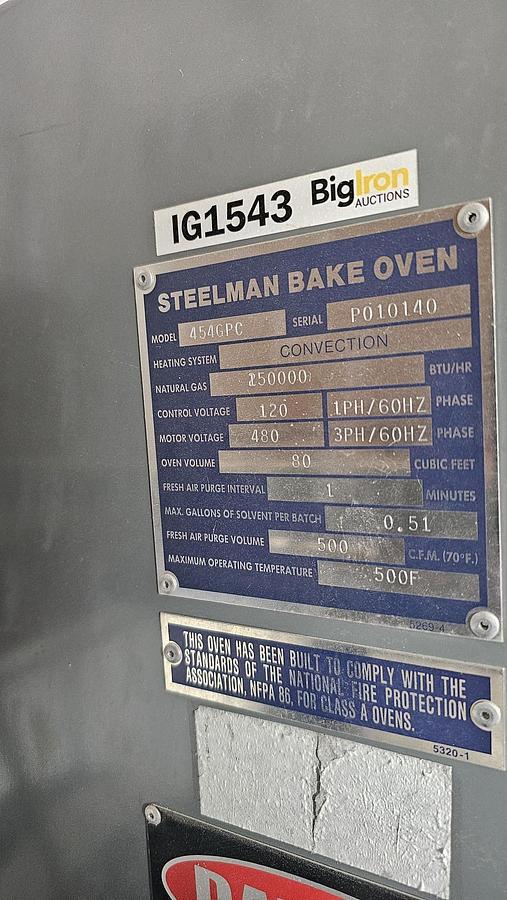 IG1543 BigIron
AUCTIONS
STEELMAN BAKE OVEN
MODEL 454GPC SERIAL P010140
HEATING SYSTEM CONVECTION
NATURAL GAS 250000 BTU/HR
CONTROL VOLTAGE 120 1PH/60HZ PHASE
MOTOR VOLTAGE 480 3PH/60HZ PHASE
OVEN VOLUME 80 CUBIC FEET
FRESH AIR PURGE INTERVAL 1 MINUTES
MAX. GALLONS OF SOLVENT PER BATCH 0.51
FRESH AIR PURGE VOLUME 500 C.F.M. (70°F.)
MAXIMUM OPERATING TEMPERATURE 500F
5269-4
THIS OVEN HAS BEEN BUILT TO COMPLY WITH THE
STANDARDS OF THE NATIONAL FIRE PROTECTION
ASSOCIATION, NFPA 86, FOR CLASS A OVENS.
5320-1